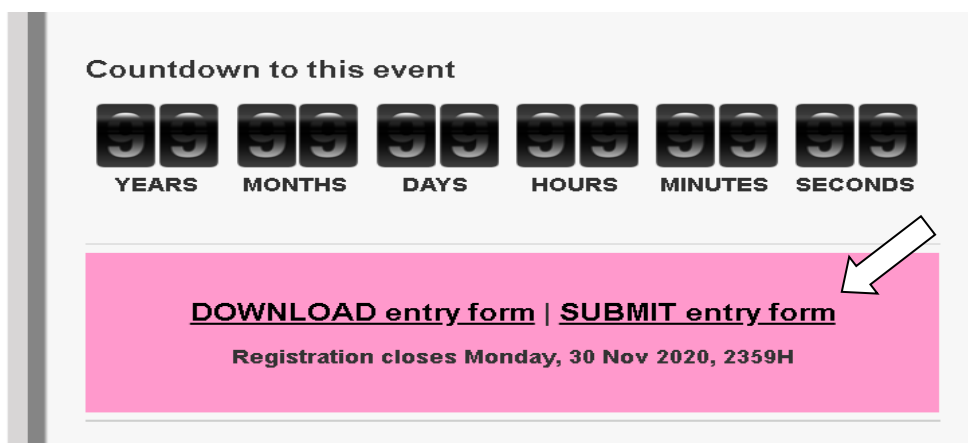 Countdown to this event
99 99 99 99 99 99
YEARS MONTHS DAYS HOURS MINUTES SECONDS
DOWNLOAD entry form | SUBMIT entry form
Registration closes Monday, 30 Nov 2020, 2359H